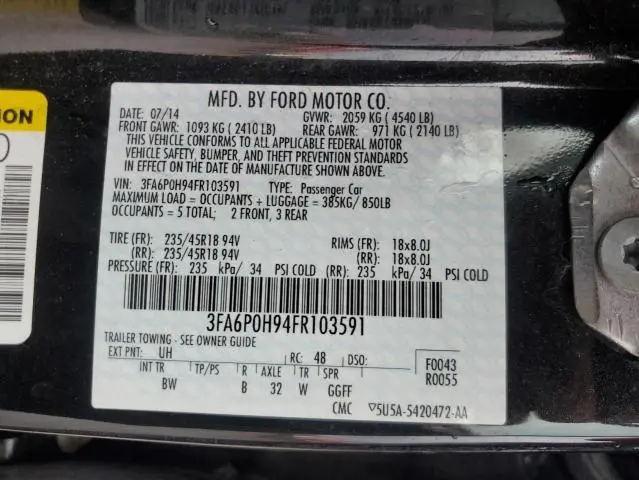 MFD. BY FORD MOTOR CO.
DATE: 07/14 GVWR: 2059 KG ( 4540 LB)
FRONT GAWR: 1093 KG ( 2410 LB) REAR GAWR: 971 KG ( 2140 LB)
THIS VEHICLE CONFORMS TO ALL APPLICABLE FEDERAL MOTOR
VEHICLE SAFETY, BUMPER, AND THEFT PREVENTION STANDARDS
IN EFFECT ON THE DATE OF MANUFACTURE SHOWN ABOVE.
VIN: 3FA6P0H94FR103591 TYPE: Passenger Car
MAXIMUM LOAD = OCCUPANTS + LUGGAGE = 385KG/ 850LB
OCCUPANTS = 5 TOTAL; 2 FRONT, 3 REAR
TIRE (FR): 235/45R18 94V RIMS (FR): 18x8.0J
(RR): 235/45R18 94V (RR): 18x8.0J
PRESSURE (FR): 235 kPa/ 34 PSI COLD (RR): 235 kPa/ 34 PSI COLD
3FA6P0H94FR103591
TRAILER TOWING - SEE OWNER GUIDE
EXT PNT: UH RC: 48 DSO: F0043
INT TR TP/PS R AXLE TR SPR R0055
BW B 32 W GGFF
CMC ▽5U5A-5420472-AA